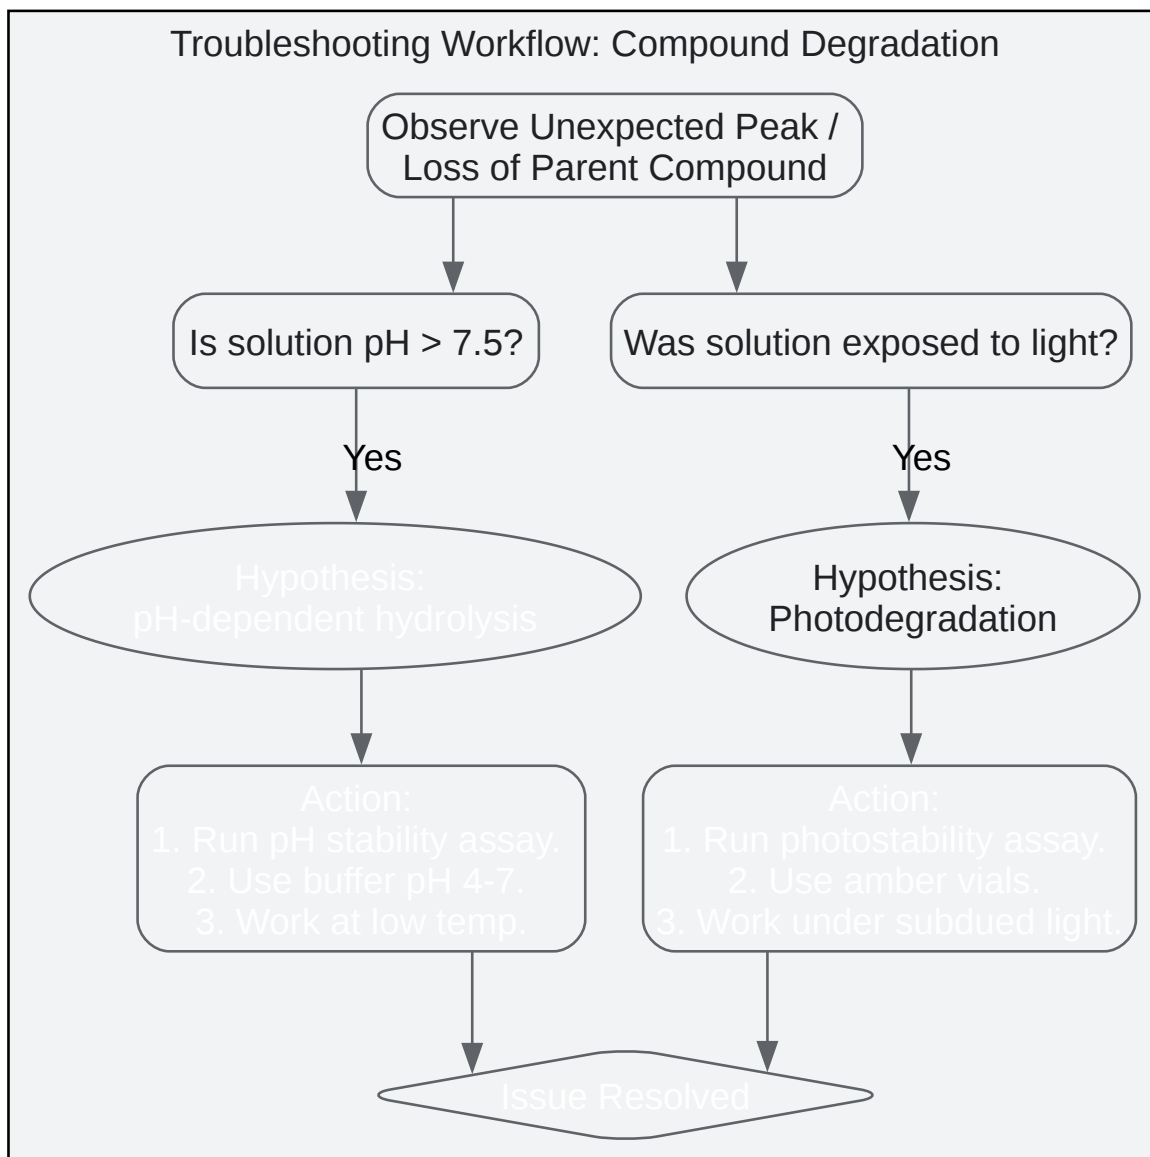 Troubleshooting Workflow: Compound Degradation
Observe Unexpected Peak /
Loss of Parent Compound
Is solution pH > 7.5?
Was solution exposed to light?
Yes
Yes
Hypothesis:
pH-dependent hydrolysis
Hypothesis:
Photodegradation
Action:
1. Run pH stability assay.
2. Use buffer pH 4-7.
3. Work at low temp.
Action:
1. Run photostability assay.
2. Use amber vials.
3. Work under subdued light.
Issue Resolved